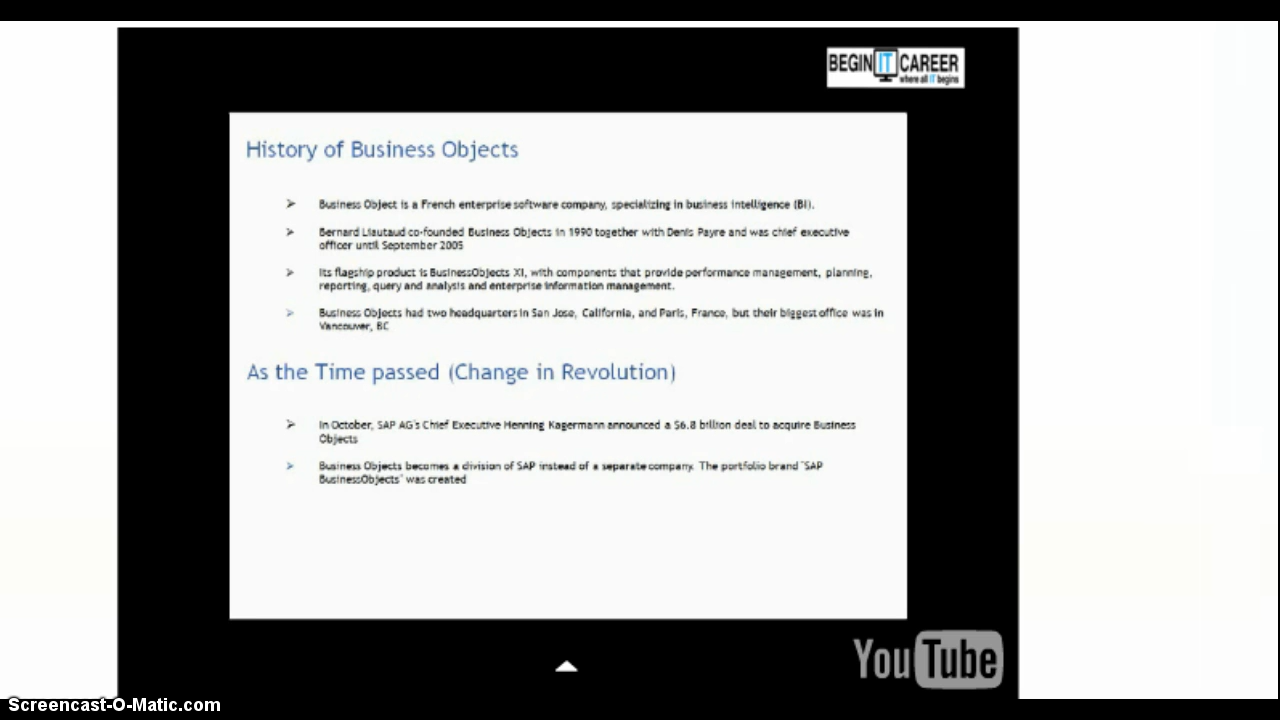 BEGIN IT CAREER
where all IT begins
History of Business Objects
➤ Business Object is a French enterprise software company, specializing in business intelligence (BI).
➤ Bernard Liautaud co-founded Business Objects in 1990 together with Denis Payre and was chief executive
officer until September 2005
➤ Its flagship product is BusinessObjects XI, with components that provide performance management, planning,
reporting, query and analysis and enterprise information management.
➤ Business Objects had two headquarters in San Jose, California, and Paris, France, but their biggest office was in
Vancouver, BC
As the Time passed (Change in Revolution)
➤ In October, SAP AG's Chief Executive Henning Kagermann announced a $6.8 billion deal to acquire Business
Objects
➤ Business Objects becomes a division of SAP instead of a separate company. The portfolio brand "SAP
BusinessObjects" was created
YouTube
Screencast-O-Matic.com